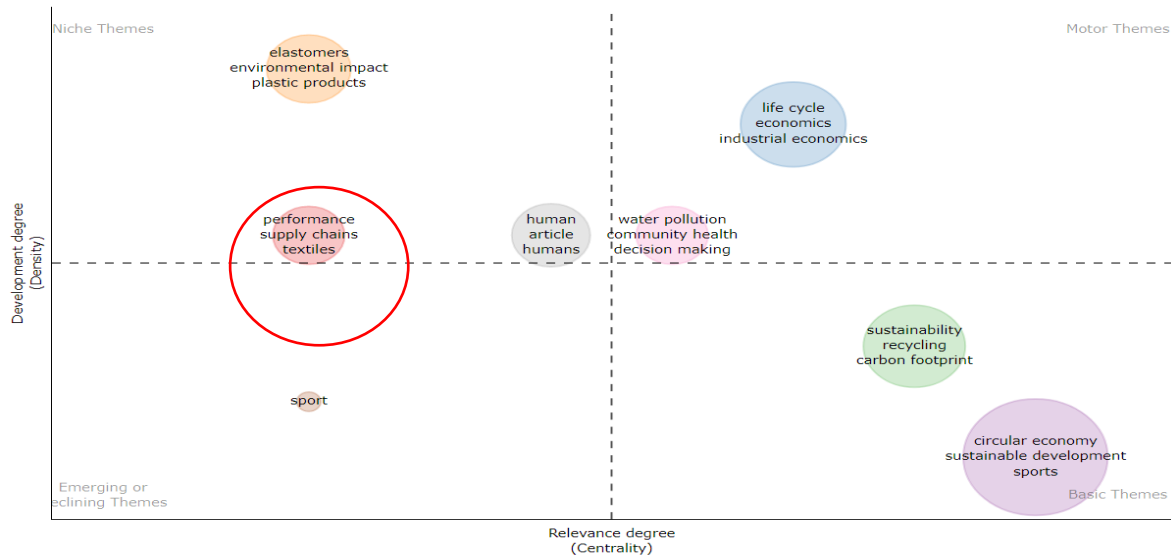 Niche Themes
Motor Themes
elastomers
environmental impact
plastic products
life cycle
economics
industrial economics
performance
supply chains
textiles
human
article
humans
water pollution
community health
decision making
sustainability
recycling
carbon footprint
sport
circular economy
sustainable development
sports
Emerging or
eclining Themes
Basic Themes
Development degree
(Density)
Relevance degree
(Centrality)